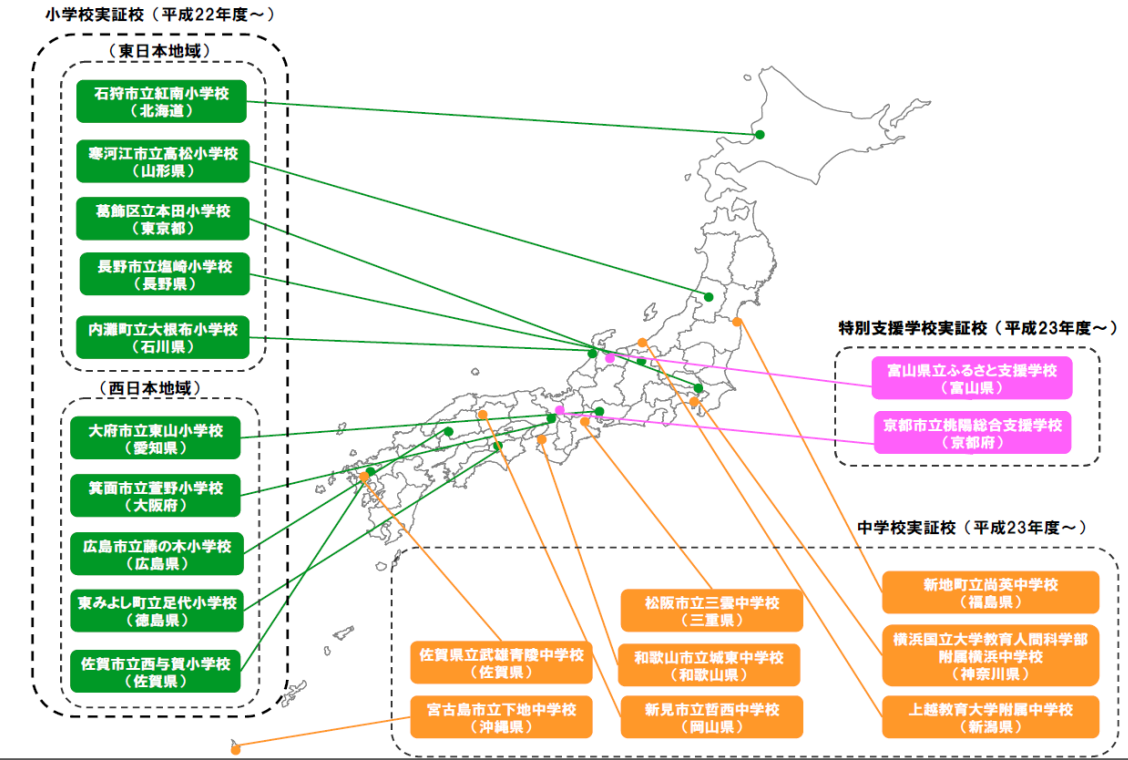 小学校実証校（平成22年度～）
（東日本地域）
石狩市立紅南小学校
（北海道）
寒河江市立高松小学校
（山形県）
葛飾区立本田小学校
（東京都）
長野市立塩崎小学校
（長野県）
内灘町立大根布小学校
（石川県）
（西日本地域）
大府市立東山小学校
（愛知県）
箕面市立萱野小学校
（大阪府）
広島市立藤の木小学校
（広島県）
東みよし町立足代小学校
（徳島県）
佐賀市立西与賀小学校
（佐賀県）
特別支援学校実証校（平成23年度～）
富山県立ふるさと支援学校
（富山県）
京都市立桃陽総合支援学校
（京都府）
中学校実証校（平成23年度～）
新地町立尚英中学校
（福島県）
松阪市立三雲中学校
（三重県）
横浜国立大学教育人間科学部
附属横浜中学校
（神奈川県）
佐賀県立武雄青陵中学校
（佐賀県）
和歌山市立城東中学校
（和歌山県）
宮古島市立下地中学校
（沖縄県）
新見市立哲西中学校
（岡山県）
上越教育大学附属中学校
（新潟県）